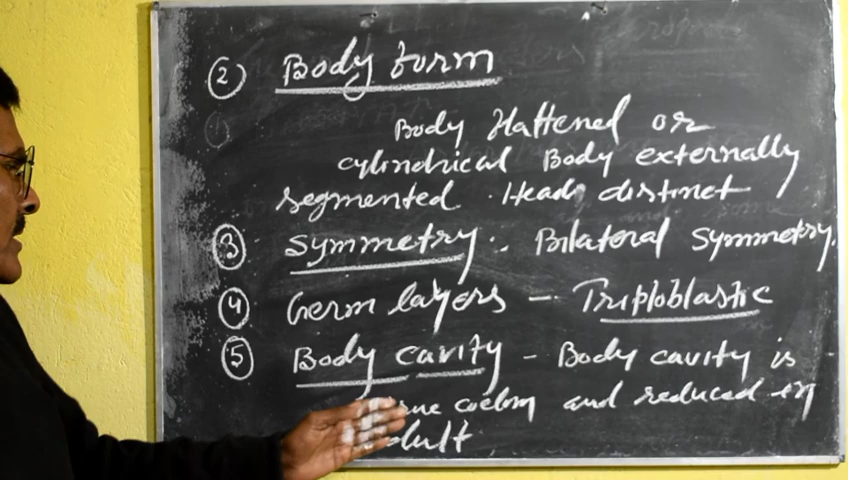 ② Body form
Body flattened or
cylindrical Body externally
segmented. Head distinct
③ Symmetry :. Bilateral symmetry.
④ Germ layers – Triploblastic
⑤ Body cavity – Body cavity is
coelom and reduced in